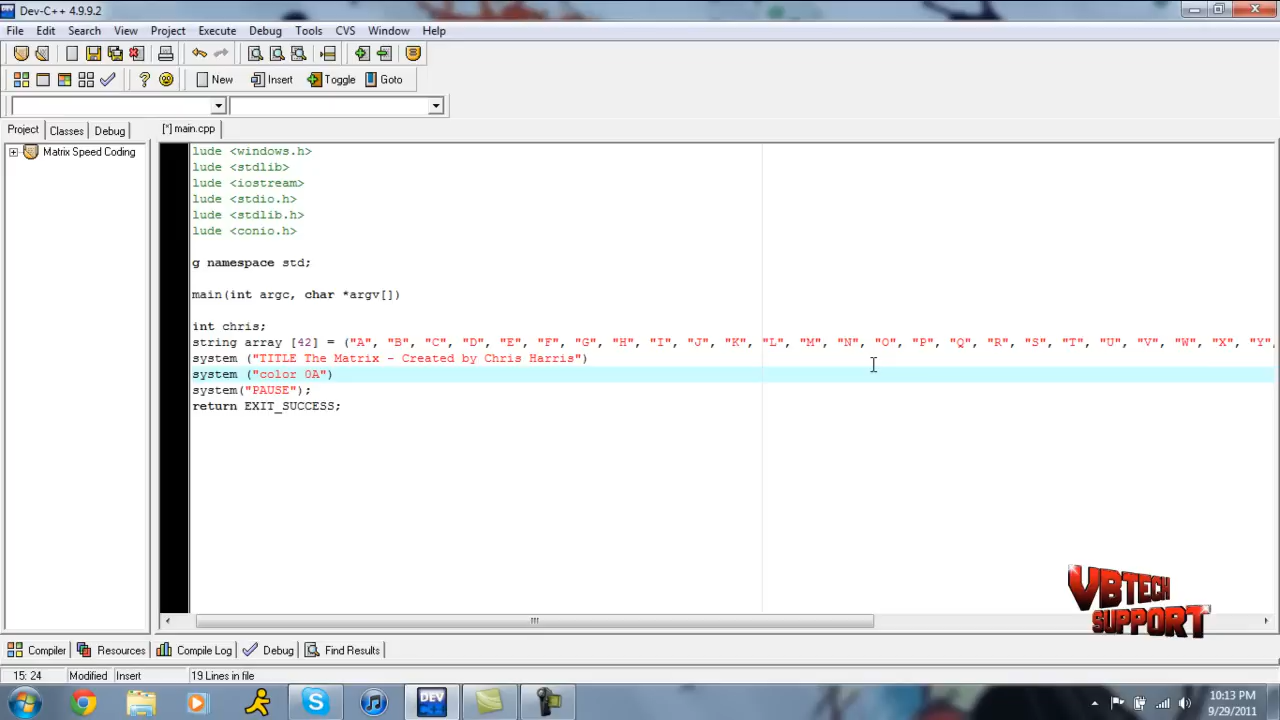 Dev-C++ 4.9.9.2
File Edit Search View Project Execute Debug Tools CVS Window Help
New Insert Toggle Goto
Project Classes Debug [*] main.cpp
Matrix Speed Coding
lude <windows.h>
lude <stdlib>
lude <iostream>
lude <stdio.h>
lude <stdlib.h>
lude <conio.h>
g namespace std;
main(int argc, char *argv[])
int chris;
string array [42] = ("A", "B", "C", "D", "E", "F", "G", "H", "I", "J", "K", "L", "M", "N", "O", "P", "Q", "R", "S", "T", "U", "V", "W", "X", "Y",
system ("TITLE The Matrix - Created by Chris Harris")
system ("color 0A")
system("PAUSE");
return EXIT_SUCCESS;
VBTECH
SUPPORT
Compiler Resources Compile Log Debug Find Results
15: 24 Modified Insert 19 Lines in file
DEV
10:13 PM
9/29/2011